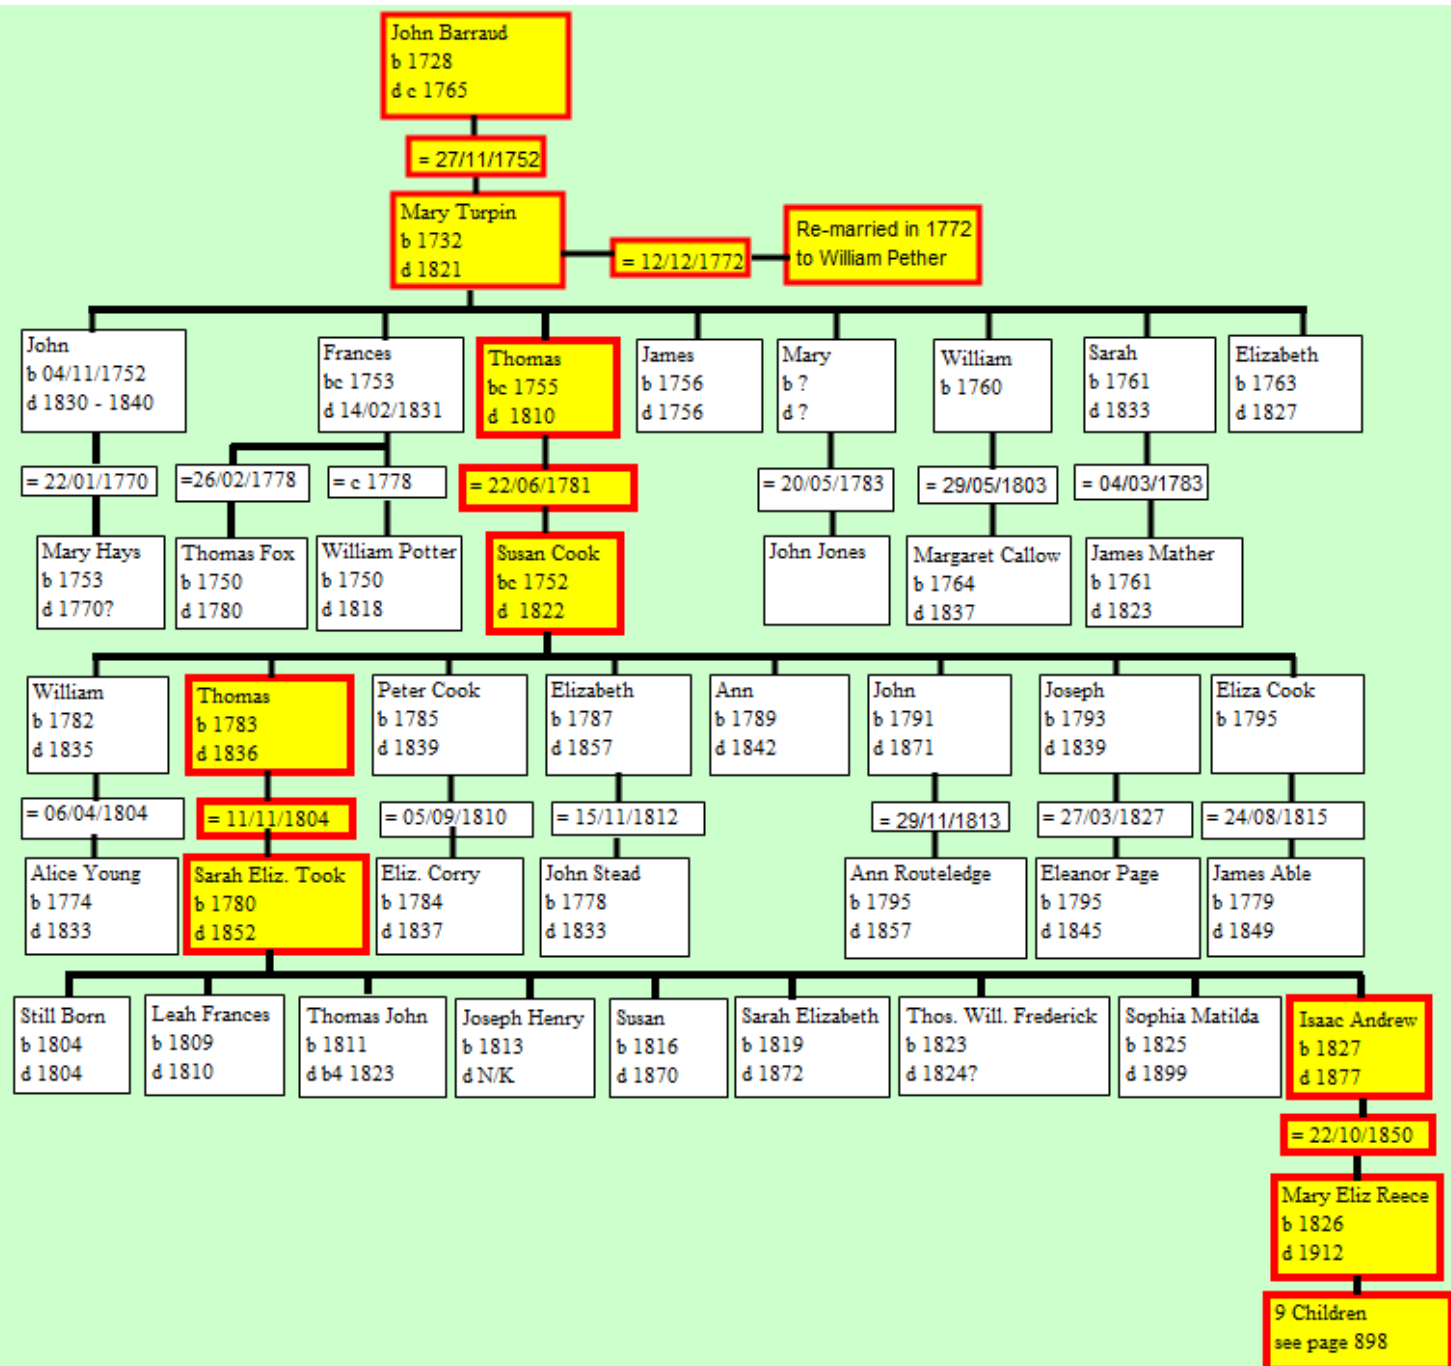 John Barraud
b 1728
d c 1765
= 27/11/1752
Mary Turpin
b 1732
d 1821
= 12/12/1772
Re-married in 1772
to William Pether
John
b 04/11/1752
d 1830 - 1840
Frances
bc 1753
d 14/02/1831
Thomas
bc 1755
d 1810
James
b 1756
d 1756
Mary
b ?
d ?
William
b 1760
Sarah
b 1761
d 1833
Elizabeth
b 1763
d 1827
= 22/01/1770
=26/02/1778
= c 1778
= 22/06/1781
= 20/05/1783
= 29/05/1803
= 04/03/1783
Mary Hays
b 1753
d 1770?
Thomas Fox
b 1750
d 1780
William Potter
b 1750
d 1818
Susan Cook
bc 1752
d 1822
John Jones
Margaret Callow
b 1764
d 1837
James Mather
b 1761
d 1823
William
b 1782
d 1835
Thomas
b 1783
d 1836
Peter Cook
b 1785
d 1839
Elizabeth
b 1787
d 1857
Ann
b 1789
d 1842
John
b 1791
d 1871
Joseph
b 1793
d 1839
Eliza Cook
b 1795
= 06/04/1804
= 11/11/1804
= 05/09/1810
= 15/11/1812
= 29/11/1813
= 27/03/1827
= 24/08/1815
Alice Young
b 1774
d 1833
Sarah Eliz. Took
b 1780
d 1852
Eliz. Corry
b 1784
d 1837
John Stead
b 1778
d 1833
Ann Routeledge
b 1795
d 1857
Eleanor Page
b 1795
d 1845
James Able
b 1779
d 1849
Still Born
b 1804
d 1804
Leah Frances
b 1809
d 1810
Thomas John
b 1811
d b4 1823
Joseph Henry
b 1813
d N/K
Susan
b 1816
d 1870
Sarah Elizabeth
b 1819
d 1872
Thos. Will. Frederick
b 1823
d 1824?
Sophia Matilda
b 1825
d 1899
Isaac Andrew
b 1827
d 1877
= 22/10/1850
Mary Eliz Reece
b 1826
d 1912
9 Children
see page 898